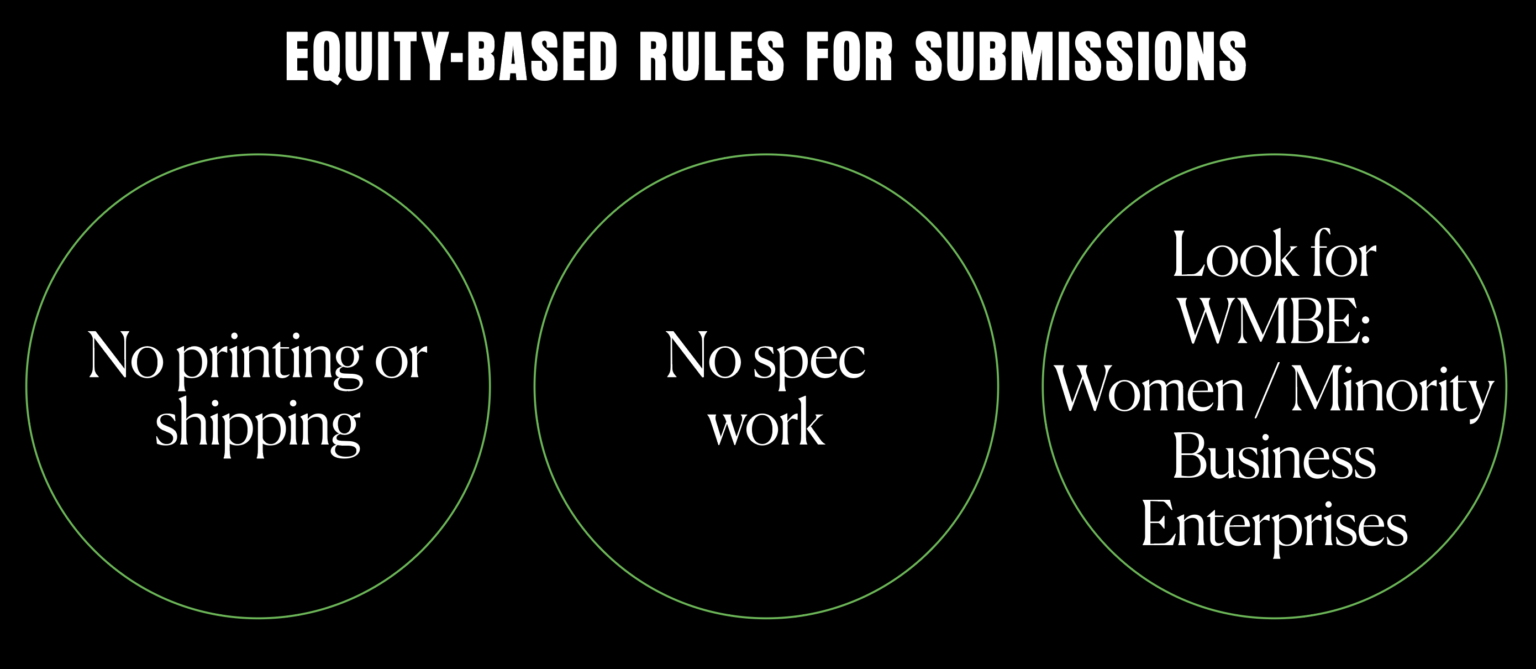 EQUITY-BASED RULES FOR SUBMISSIONS
No printing or
shipping
No spec
work
Look for
WMBE:
Women / Minority
Business
Enterprises